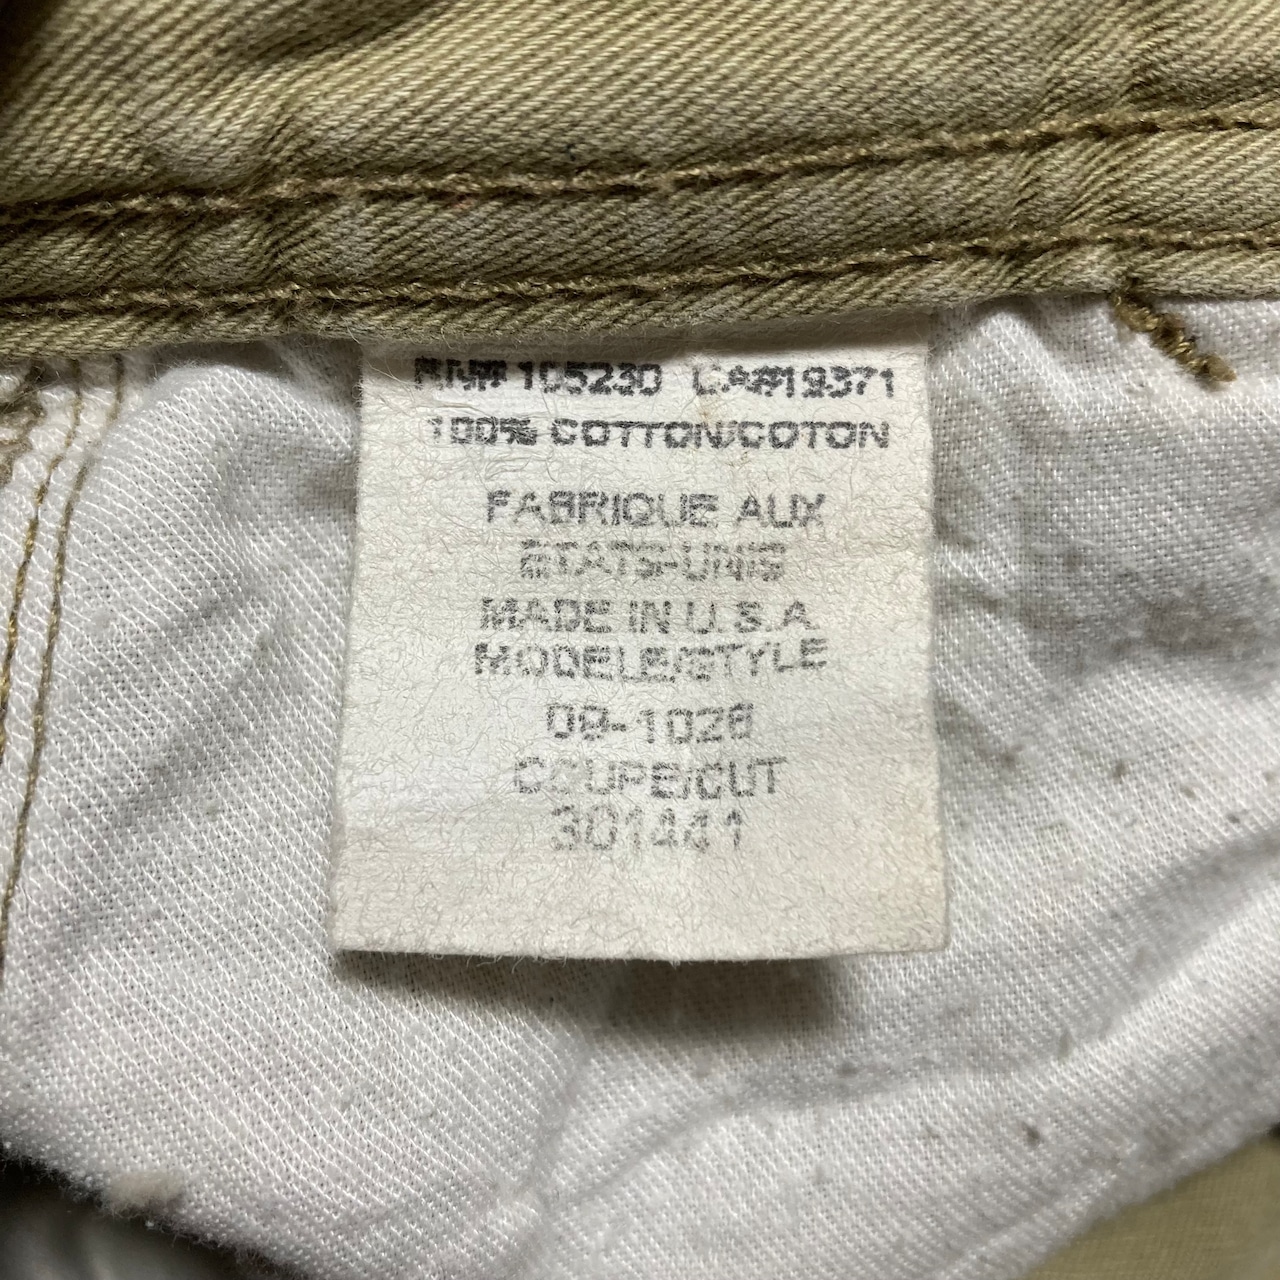 RN# 105230 CA#19371
100% COTTON/COTON
FABRIQUE AUX
ETATS-UNIS
MADE IN U.S.A
MODELE/STYLE
09-1028
COUPE/CUT
301441